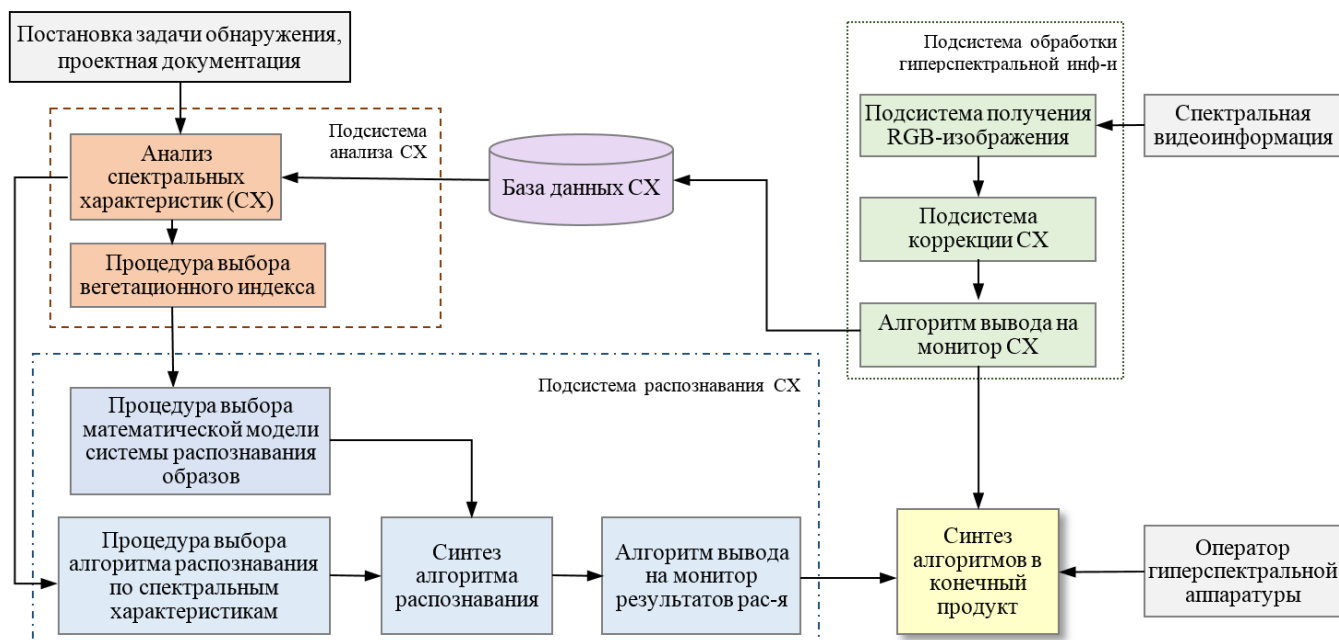 Постановка задачи обнаружения,
проектная документация
Подсистема обработки
гиперспектральной инф-и
Подсистема получения
RGB-изображения
Спектральная
видеоинформация
Подсистема
анализа СХ
Анализ
спектральных
характеристик (СХ)
База данных СХ
Подсистема
коррекции СХ
Процедура выбора
вегетационного индекса
Алгоритм вывода на
монитор СХ
Подсистема распознавания СХ
Процедура выбора
математической модели
системы распознавания
образов
Процедура выбора
алгоритма распознавания
по спектральным
характеристикам
Синтез
алгоритма
распознавания
Алгоритм вывода
на монитор
результатов рас-я
Синтез
алгоритмов в
конечный
продукт
Оператор
гиперспектральной
аппаратуры